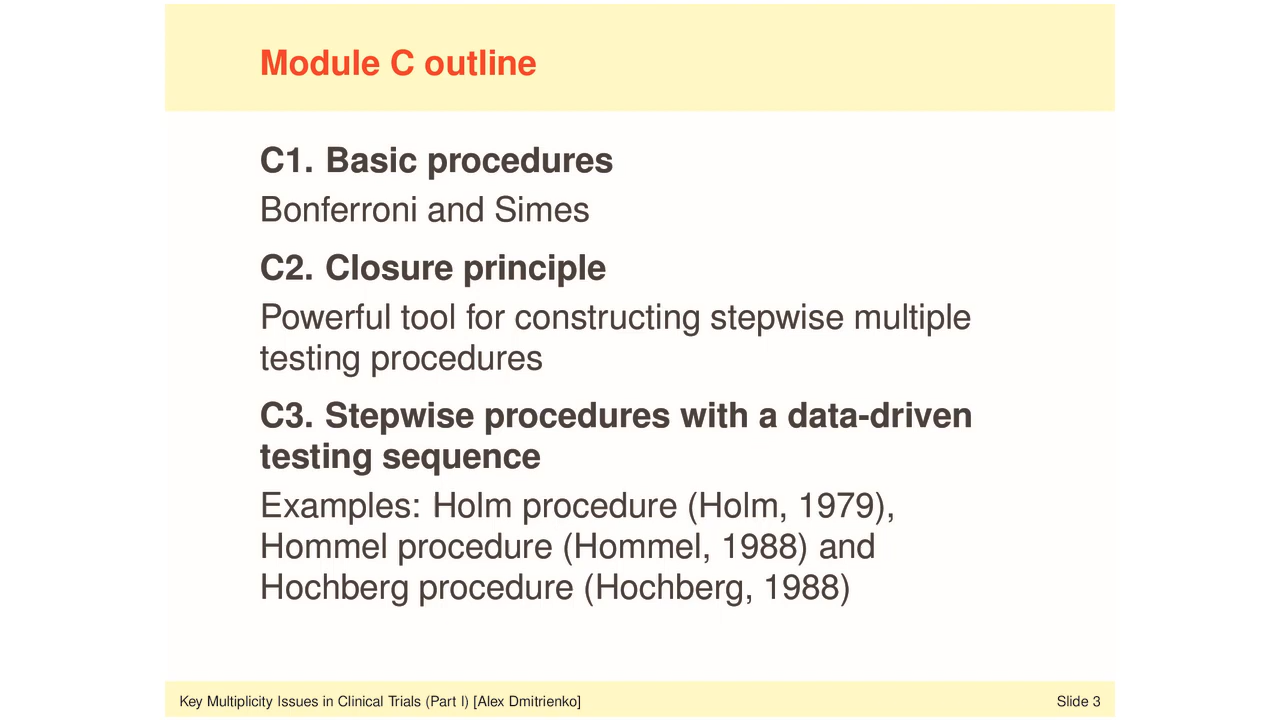 Module C outline
C1. Basic procedures
Bonferroni and Simes
C2. Closure principle
Powerful tool for constructing stepwise multiple
testing procedures
C3. Stepwise procedures with a data-driven
testing sequence
Examples: Holm procedure (Holm, 1979),
Hommel procedure (Hommel, 1988) and
Hochberg procedure (Hochberg, 1988)
Key Multiplicity Issues in Clinical Trials (Part I) [Alex Dmitrienko]
Slide 3